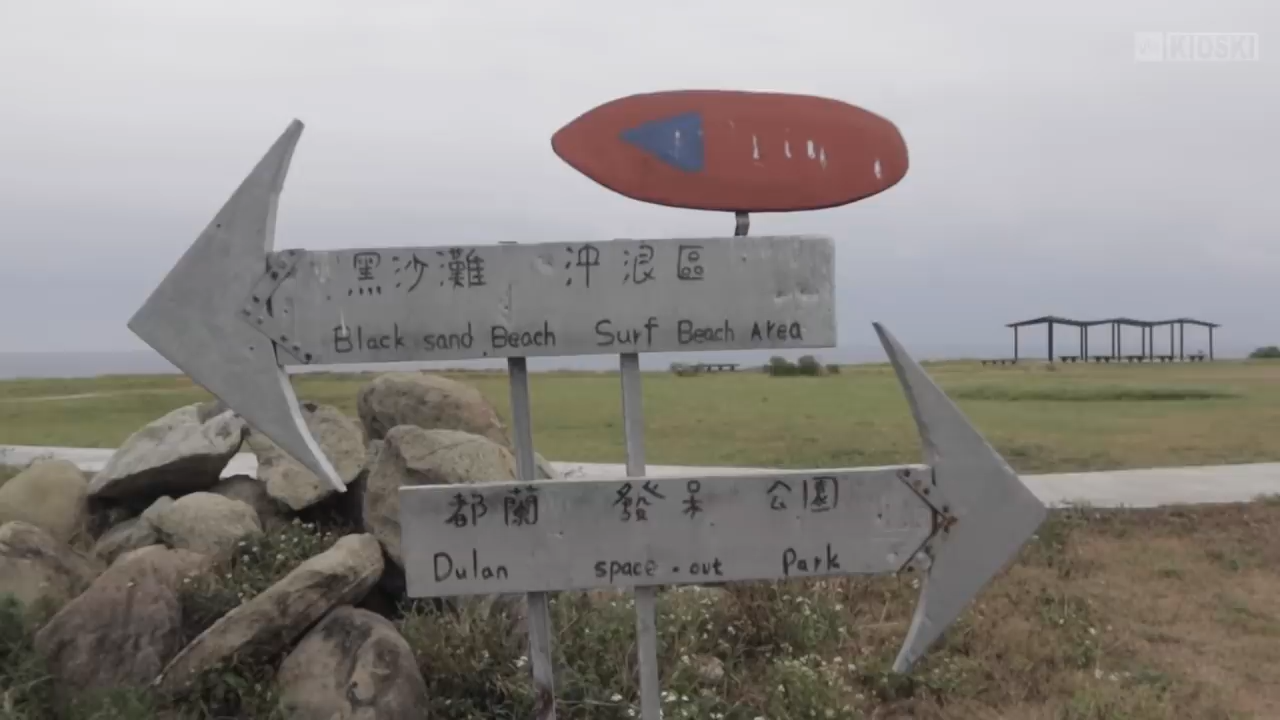 KIDSKI
黑沙灘 沖浪區
Black sand Beach Surf Beach Area
都蘭 發呆 公園
Dulan space-out Park